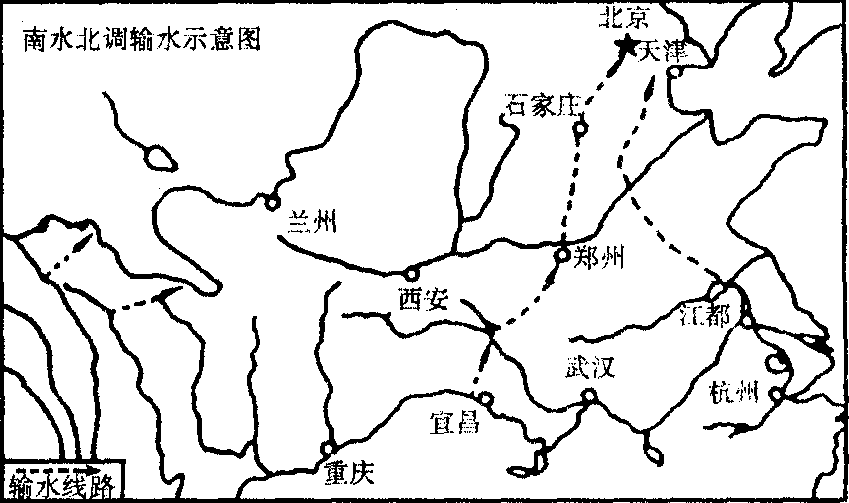 南水北调输水示意图
北京
天津
石家庄
兰州
郑州
西安
江都
武汉
杭州
宜昌
重庆
输水线路